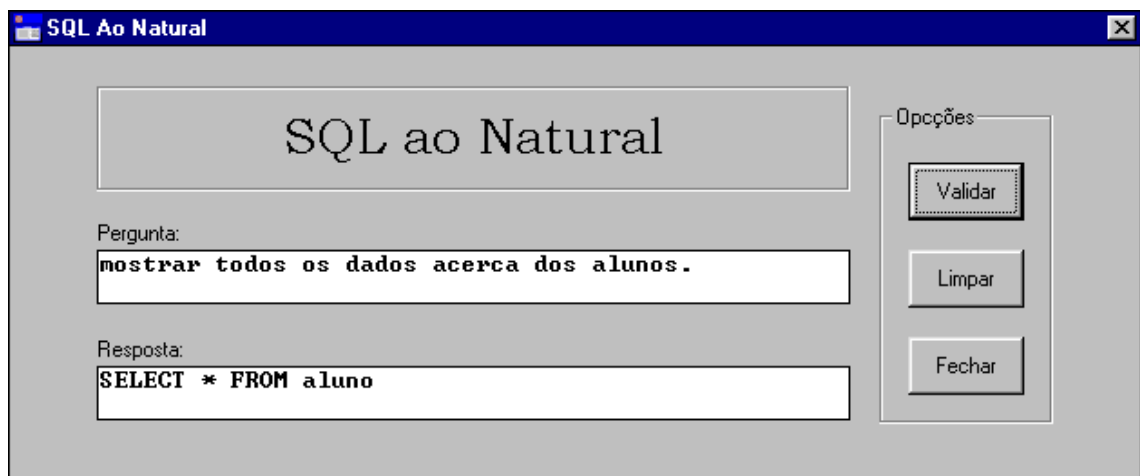 SQL Ao Natural
SQL ao Natural
Opcções
Validar
Pergunta:
mostrar todos os dados acerca dos alunos.
Limpar
Resposta:
SELECT * FROM aluno
Fechar